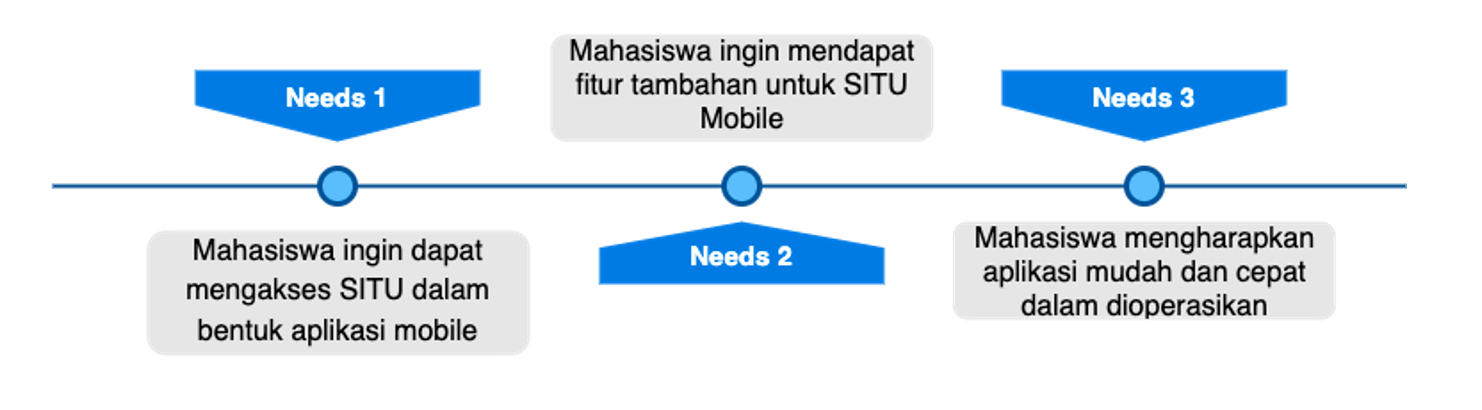 Needs 1
Mahasiswa ingin dapat
mengakses SITU dalam
bentuk aplikasi mobile
Mahasiswa ingin mendapat
fitur tambahan untuk SITU
Mobile
Needs 2
Needs 3
Mahasiswa mengharapkan
aplikasi mudah dan cepat
dalam dioperasikan